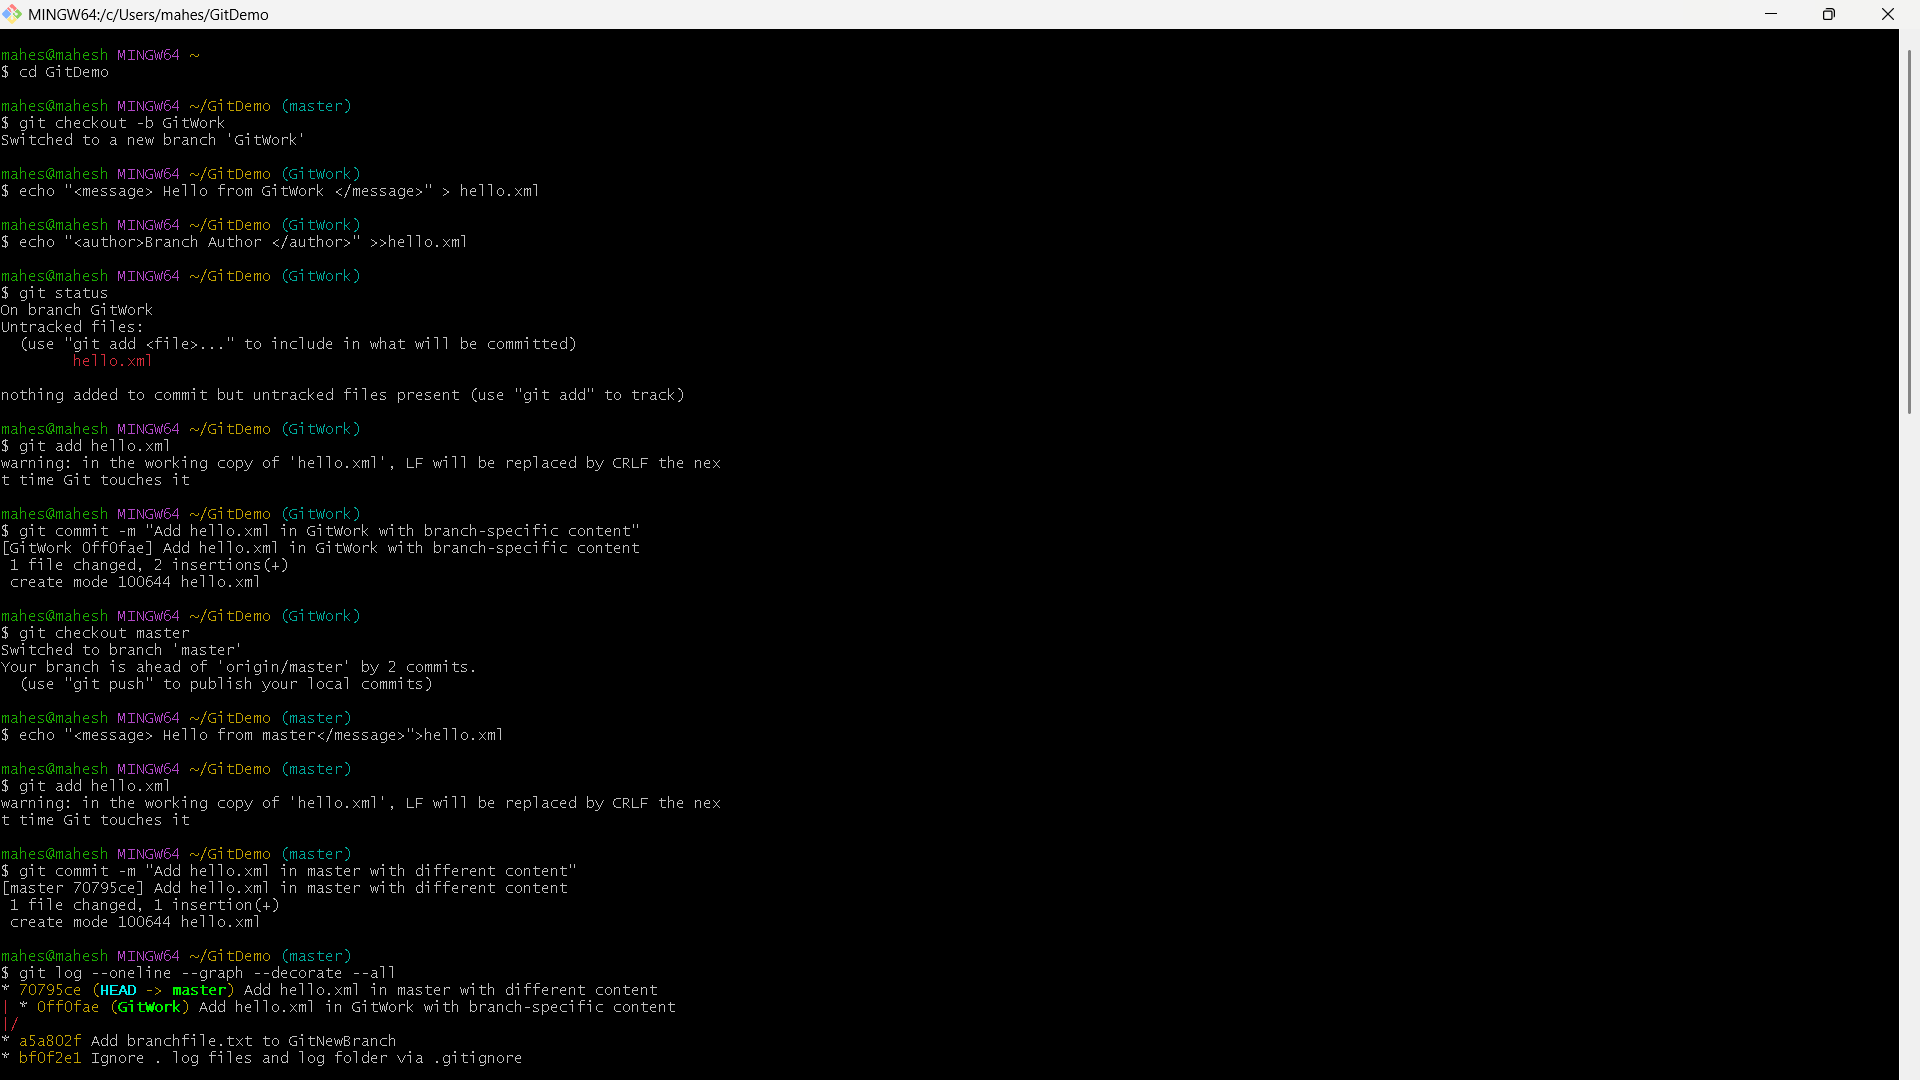 MINGW64:/c/Users/mahes/GitDemo
mahes@mahesh MINGW64 ~
$ cd GitDemo
mahes@mahesh MINGW64 ~/GitDemo (master)
$ git checkout -b GitWork
Switched to a new branch 'GitWork'
mahes@mahesh MINGW64 ~/GitDemo (GitWork)
$ echo "<message> Hello from GitWork </message>" > hello.xml
mahes@mahesh MINGW64 ~/GitDemo (GitWork)
$ echo "<author>Branch Author </author>" >>hello.xml
mahes@mahesh MINGW64 ~/GitDemo (GitWork)
$ git status
On branch GitWork
Untracked files:
  (use "git add <file>..." to include in what will be committed)
        hello.xml
nothing added to commit but untracked files present (use "git add" to track)
mahes@mahesh MINGW64 ~/GitDemo (GitWork)
$ git add hello.xml
warning: in the working copy of 'hello.xml', LF will be replaced by CRLF the nex
t time Git touches it
mahes@mahesh MINGW64 ~/GitDemo (GitWork)
$ git commit -m "Add hello.xml in GitWork with branch-specific content"
[GitWork 0ff0fae] Add hello.xml in GitWork with branch-specific content
 1 file changed, 2 insertions(+)
 create mode 100644 hello.xml
mahes@mahesh MINGW64 ~/GitDemo (GitWork)
$ git checkout master
Switched to branch 'master'
Your branch is ahead of 'origin/master' by 2 commits.
  (use "git push" to publish your local commits)
mahes@mahesh MINGW64 ~/GitDemo (master)
$ echo "<message> Hello from master</message>">hello.xml
mahes@mahesh MINGW64 ~/GitDemo (master)
$ git add hello.xml
warning: in the working copy of 'hello.xml', LF will be replaced by CRLF the nex
t time Git touches it
mahes@mahesh MINGW64 ~/GitDemo (master)
$ git commit -m "Add hello.xml in master with different content"
[master 70795ce] Add hello.xml in master with different content
 1 file changed, 1 insertion(+)
 create mode 100644 hello.xml
mahes@mahesh MINGW64 ~/GitDemo (master)
$ git log --oneline --graph --decorate --all
* 70795ce (HEAD -> master) Add hello.xml in master with different content
| * 0ff0fae (GitWork) Add hello.xml in GitWork with branch-specific content
|/
* a5a802f Add branchfile.txt to GitNewBranch
* bf0f2e1 Ignore . log files and log folder via .gitignore